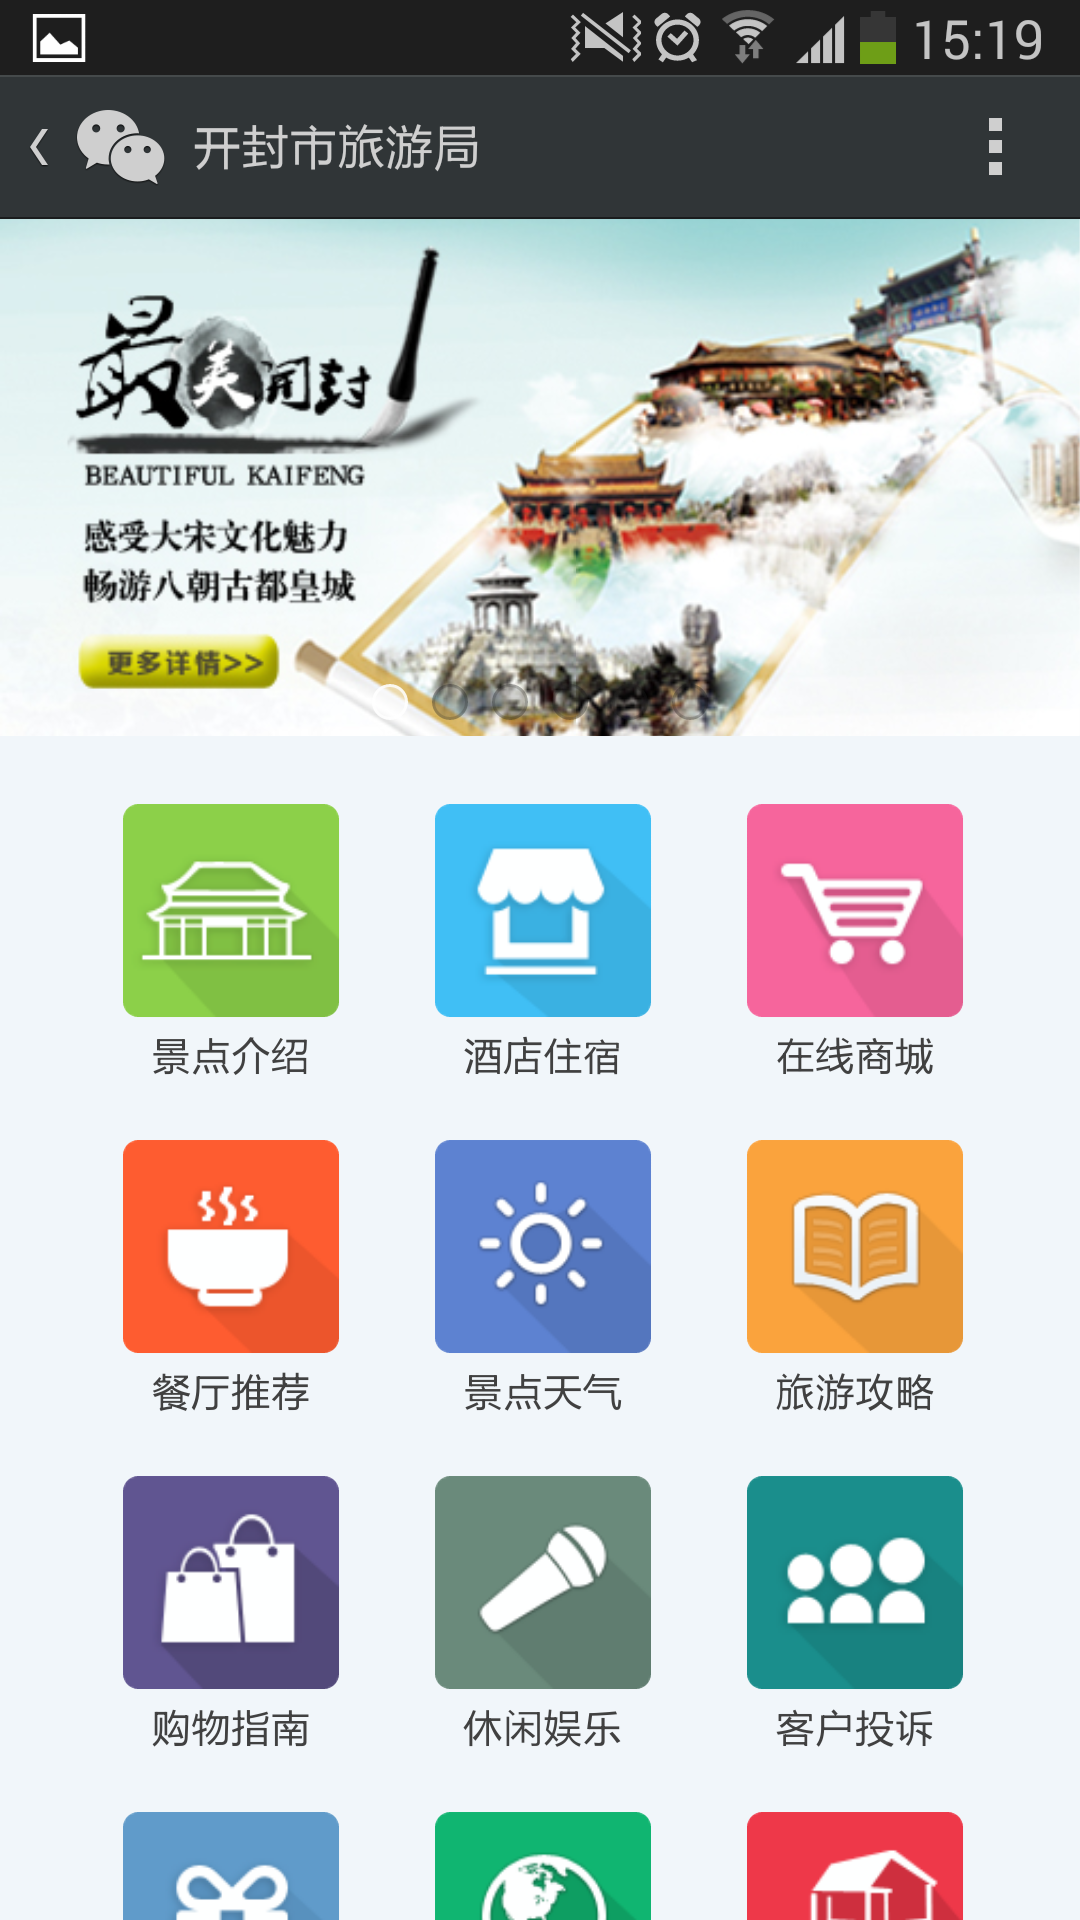 15:19
开封市旅游局
最美开封
BEAUTIFUL KAIFENG
感受大宋文化魅力
畅游八朝古都皇城
更多详情>>
景点介绍
酒店住宿
在线商城
餐厅推荐
景点天气
旅游攻略
购物指南
休闲娱乐
客户投诉